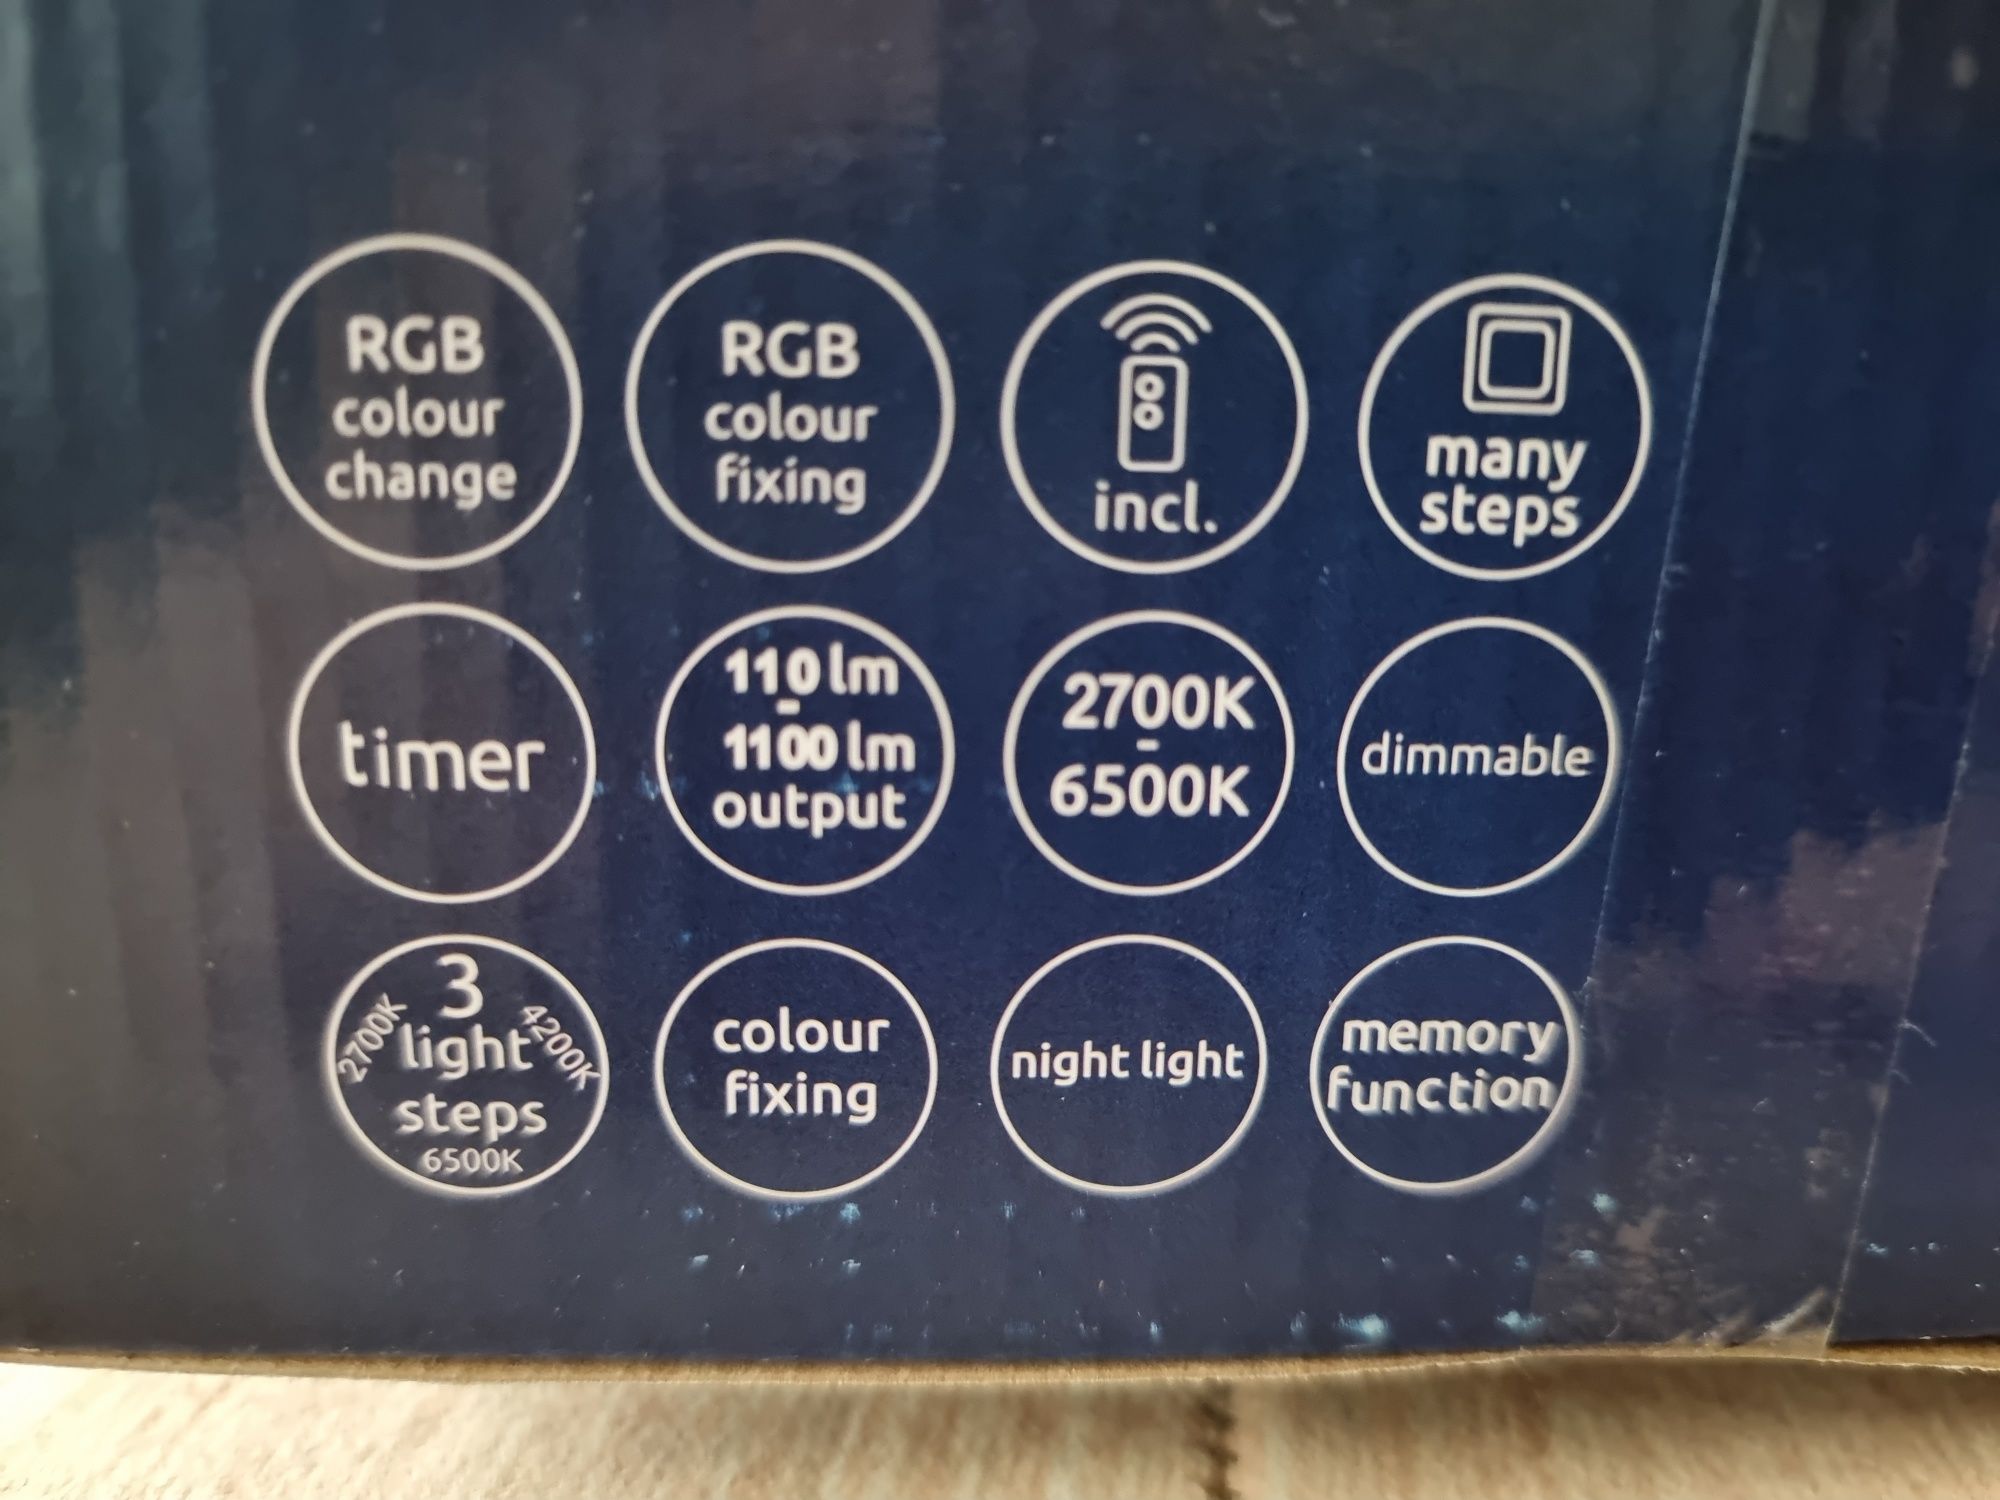 RGB
colour
change
RGB
colour
fixing
incl.
many
steps
timer
110 lm
-
1100 lm
output
2700K
-
6500K
dimmable
3
light
steps
2700K
4200K
6500K
colour
fixing
night light
memory
function